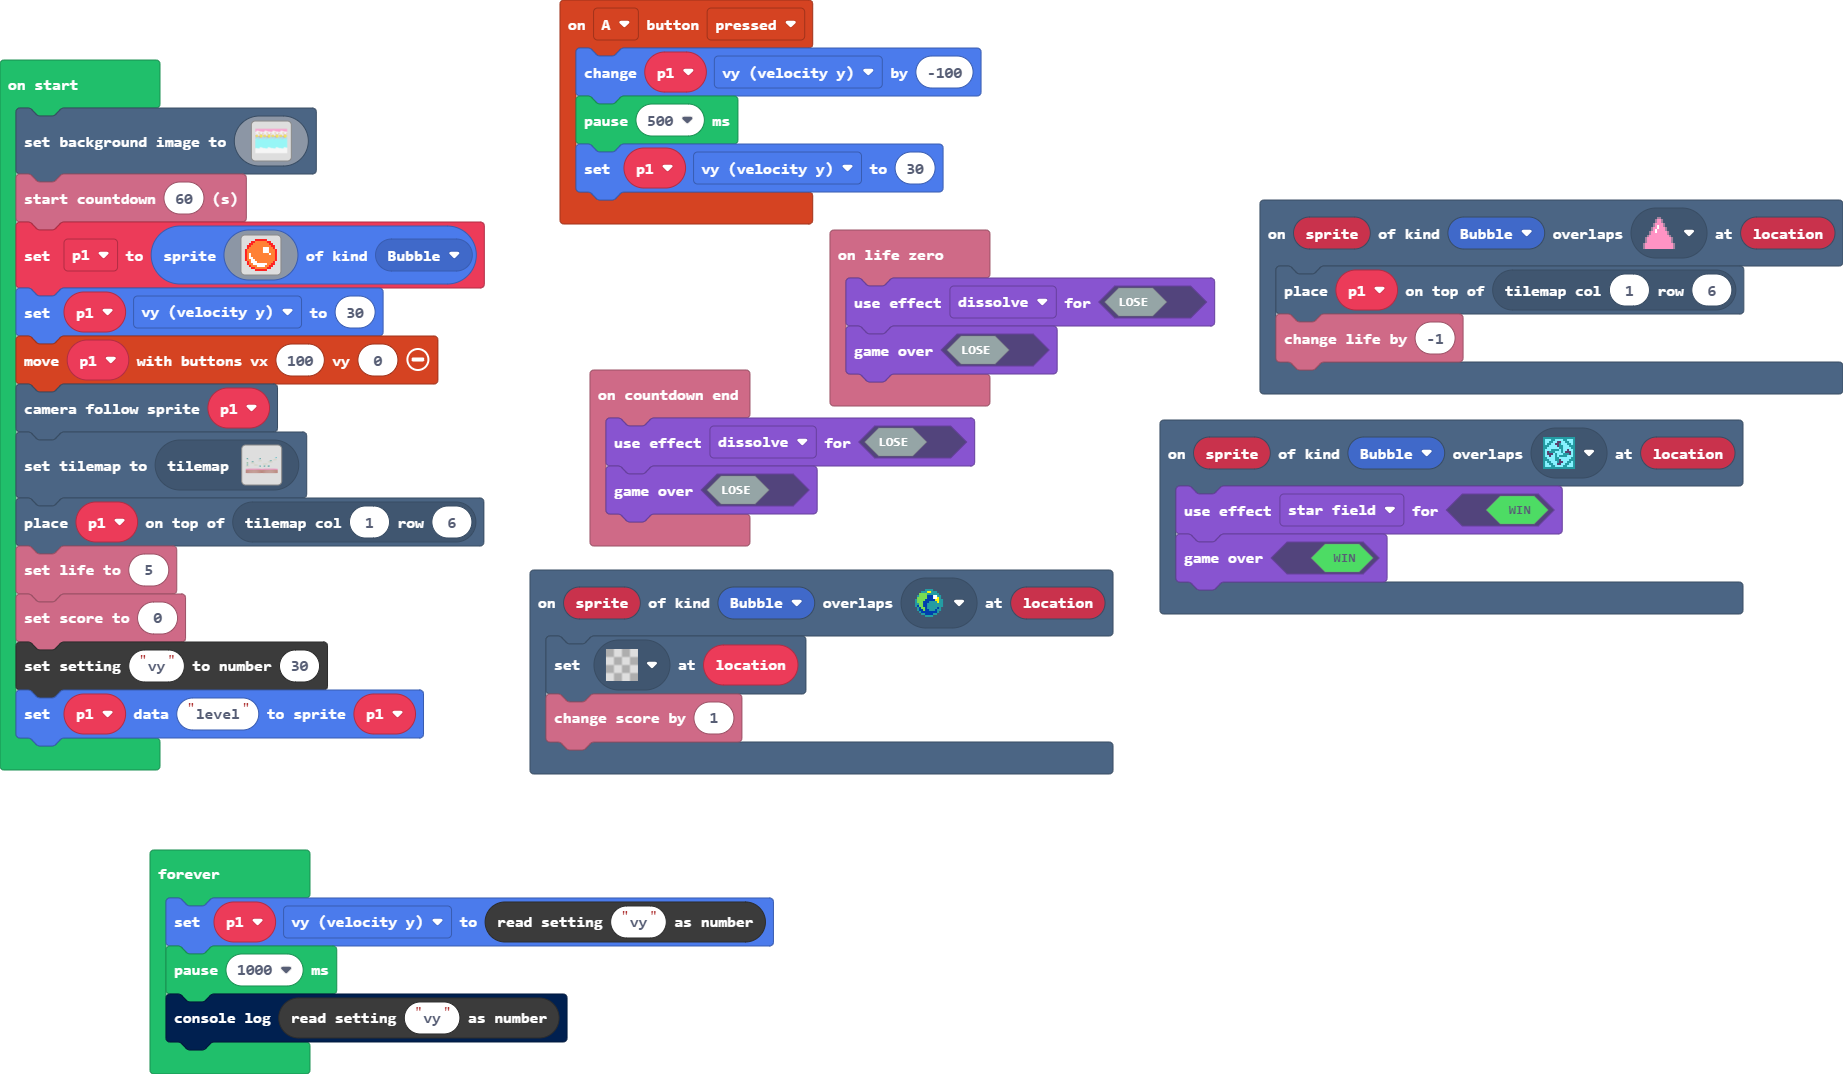 on start
set background image to
start countdown 60 (s)
set p1 to sprite of kind Bubble
set p1 vy (velocity y) to 30
move p1 with buttons vx 100 vy 0
camera follow sprite p1
set tilemap to tilemap
place p1 on top of tilemap col 1 row 6
set life to 5
set score to 0
set setting "vy" to number 30
set p1 data "level" to sprite p1
on A button pressed
change p1 vy (velocity y) by -100
pause 500 ms
set p1 vy (velocity y) to 30
on life zero
use effect dissolve for LOSE
game over LOSE
on countdown end
use effect dissolve for LOSE
game over LOSE
on sprite of kind Bubble overlaps at location
place p1 on top of tilemap col 1 row 6
change life by -1
on sprite of kind Bubble overlaps at location
use effect star field for WIN
game over WIN
on sprite of kind Bubble overlaps at location
set at location
change score by 1
forever
set p1 vy (velocity y) to read setting "vy" as number
pause 1000 ms
console log read setting "vy" as number